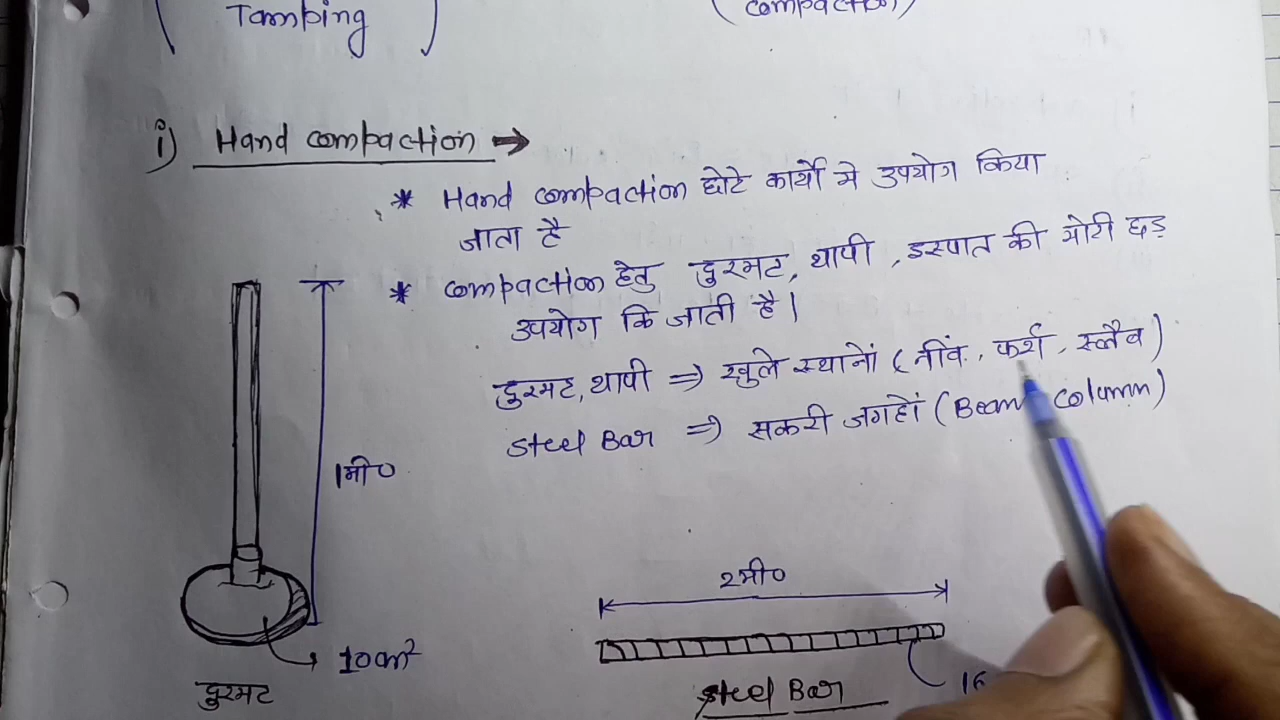 ( Tamping )
(compaction)
i) Hand compaction →
* Hand compaction छोटे कार्यो मे उपयोग किया
जाता है
* compaction हेतु दुरमट, थापी , इस्पात की मोटी छड़
उपयोग कि जाती है।
दुरमट, थापी ⇒ खुले स्थानों ( नींव , फर्श , स्लैव )
Steel Bar ⇒ सकरी जगहों ( Beam Column )
1मी०
2मी०
10cm²
16
दुरमट
Steel Bar